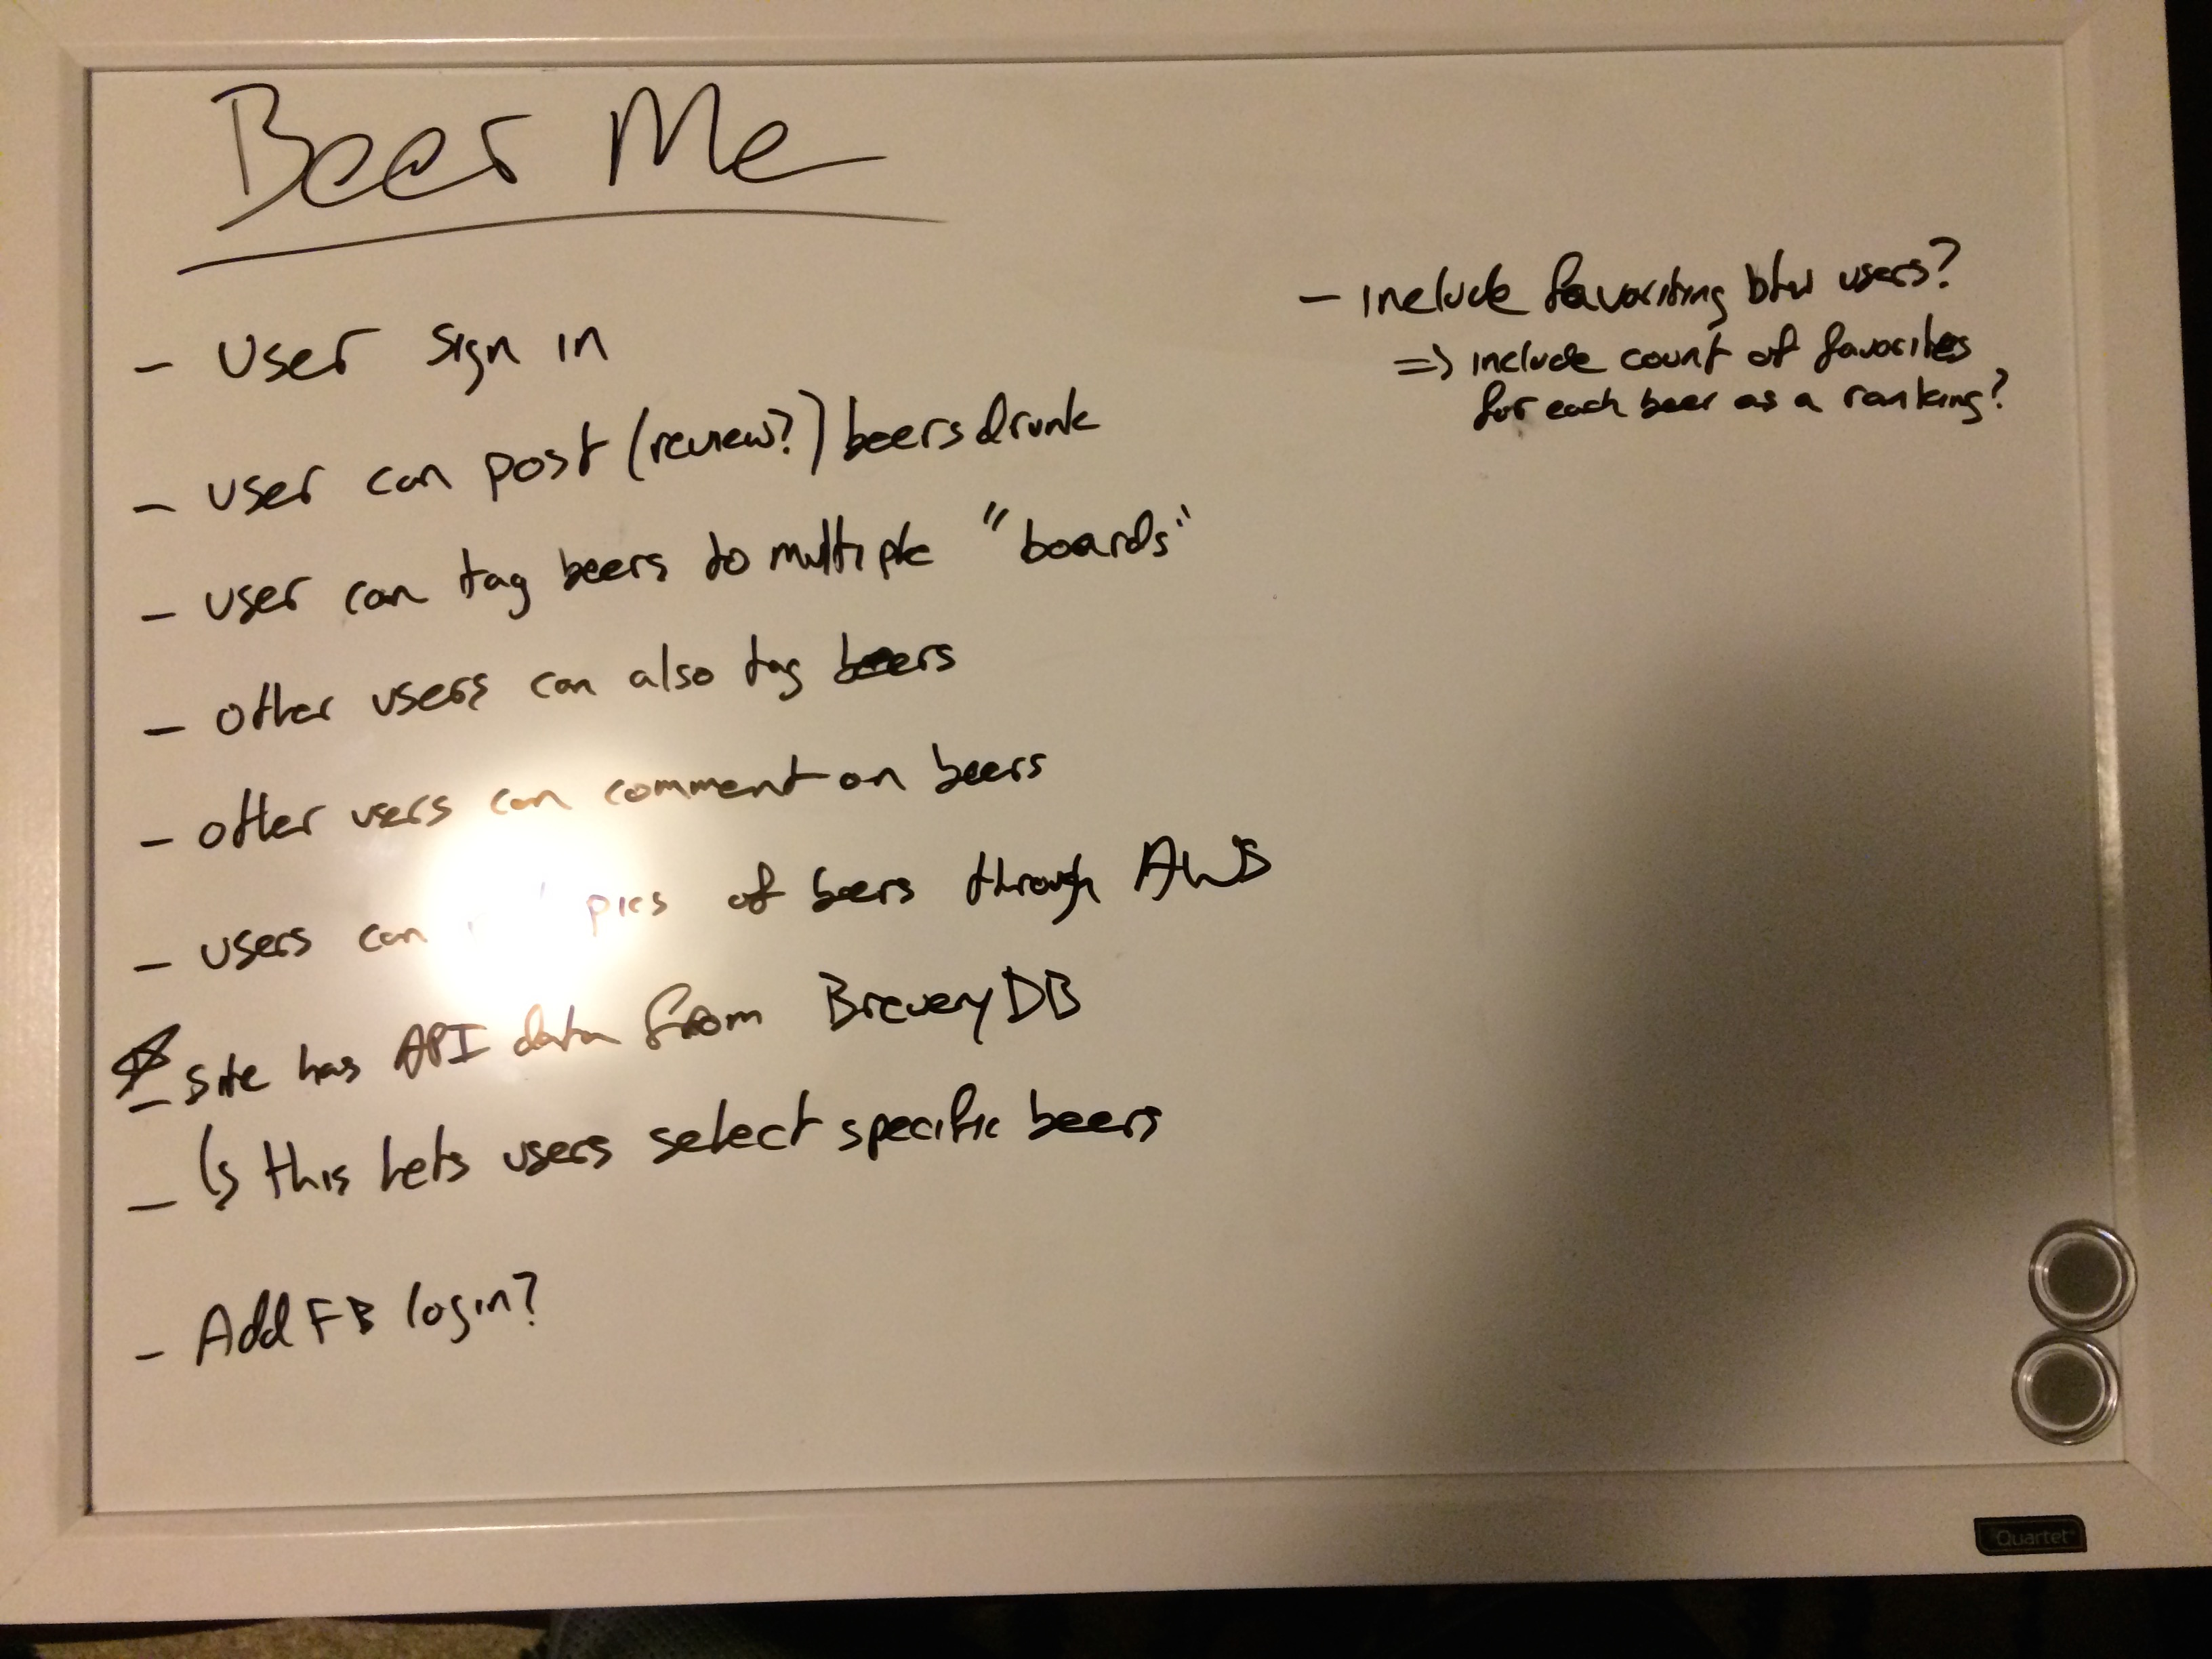 Beer Me
- User sign in
- User can post (review?) beers drunk
- User can tag beers to multiple "boards"
- other users can also tag beers
- other users can comment on beers
- users can pics of beers through AWS
- site has API data from BreweryDB
- ↳ this lets users select specific beers
- Add FB login?
- include favoriting btw users?
=> include count of favorites
for each beer as a ranking?
Quartet